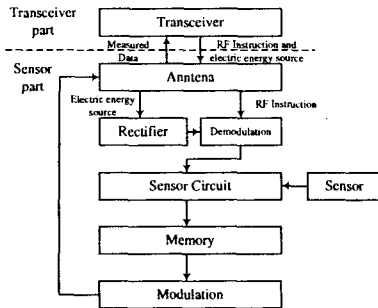 Transceiver part
Transceiver
Measured Data
RF Instruction and electric energy source
Sensor part
Anntena
Electric energy source
RF Instruction
Rectifier
Demodulation
Sensor Circuit
Sensor
Memory
Modulation